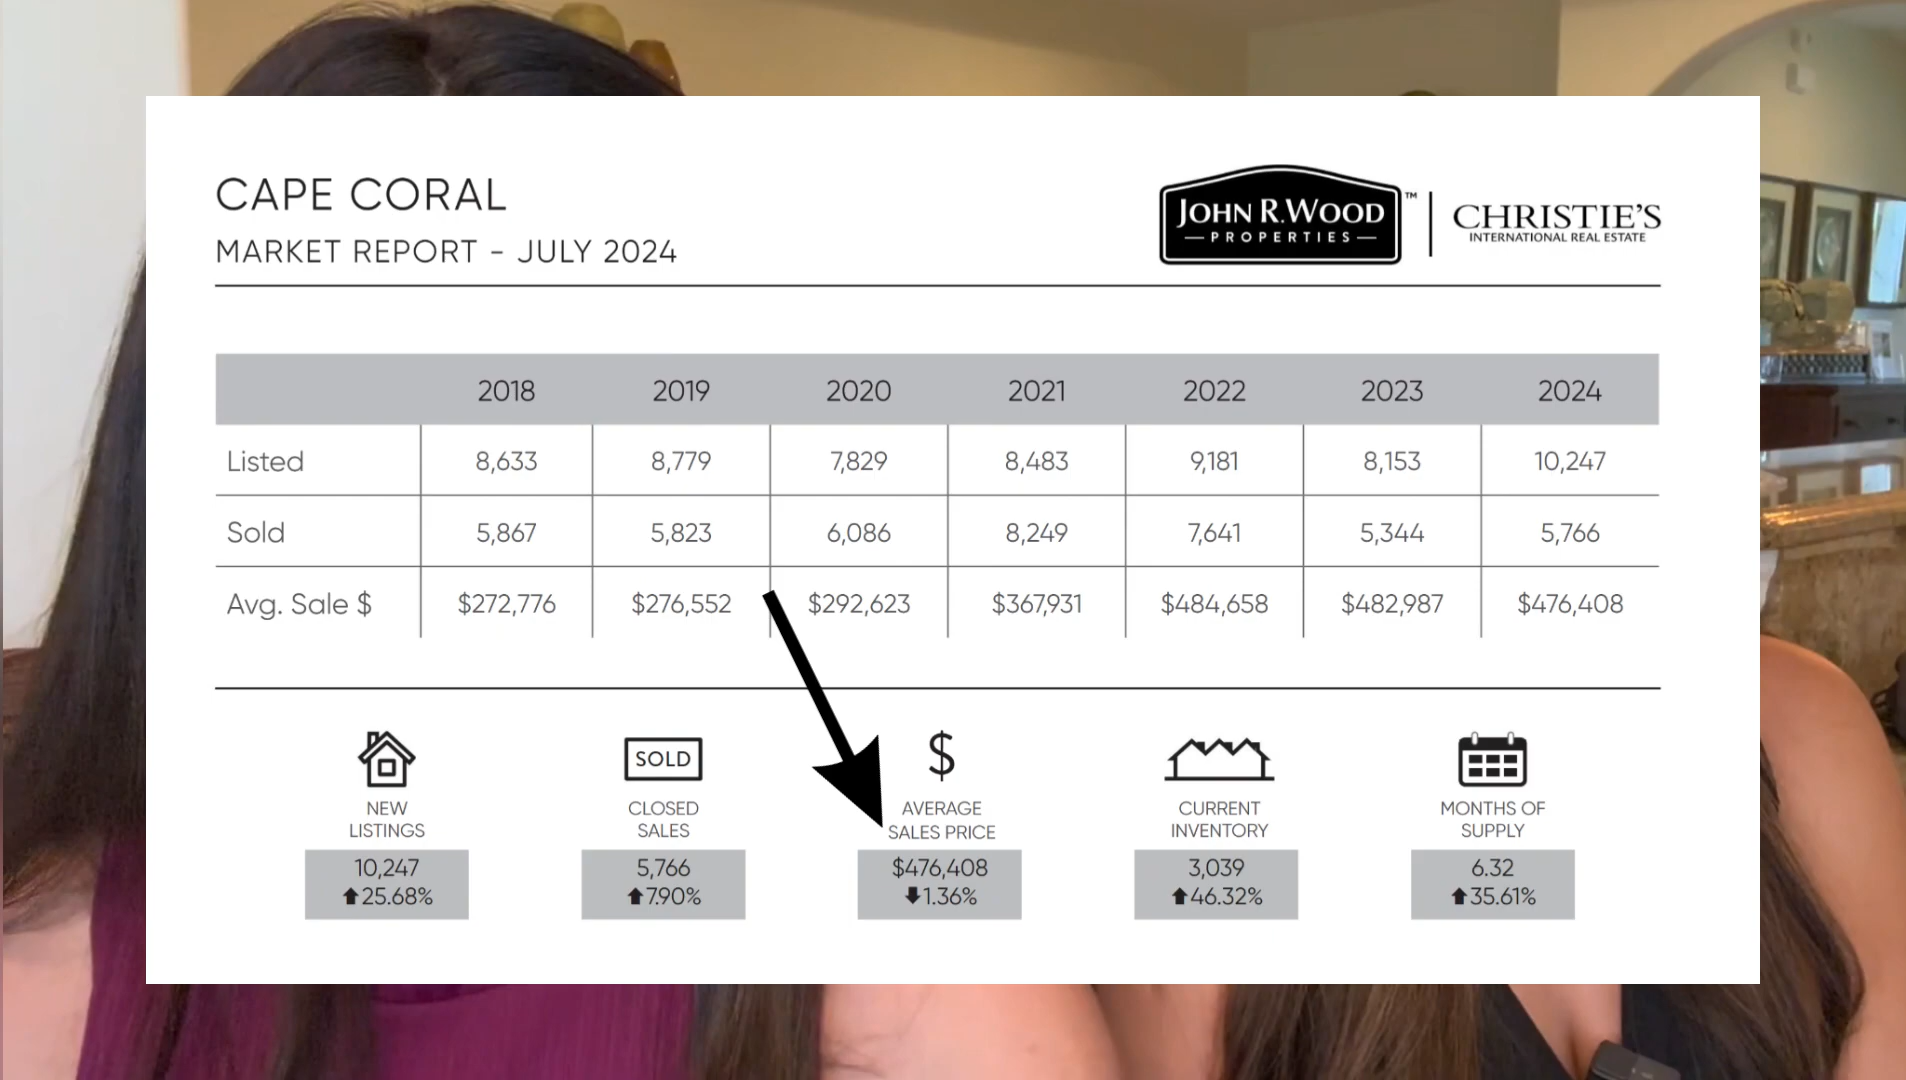 CAPE CORAL
MARKET REPORT - JULY 2024
JOHN R. WOOD ™
PROPERTIES
CHRISTIE'S
INTERNATIONAL REAL ESTATE
2018 2019 2020 2021 2022 2023 2024
Listed 8,633 8,779 7,829 8,483 9,181 8,153 10,247
Sold 5,867 5,823 6,086 8,249 7,641 5,344 5,766
Avg. Sale $ $272,776 $276,552 $292,623 $367,931 $484,658 $482,987 $476,408
NEW
LISTINGS
10,247
25.68%
SOLD
CLOSED
SALES
5,766
7.90%
$
AVERAGE
SALES PRICE
$476,408
1.36%
CURRENT
INVENTORY
3,039
46.32%
MONTHS OF
SUPPLY
6.32
35.61%